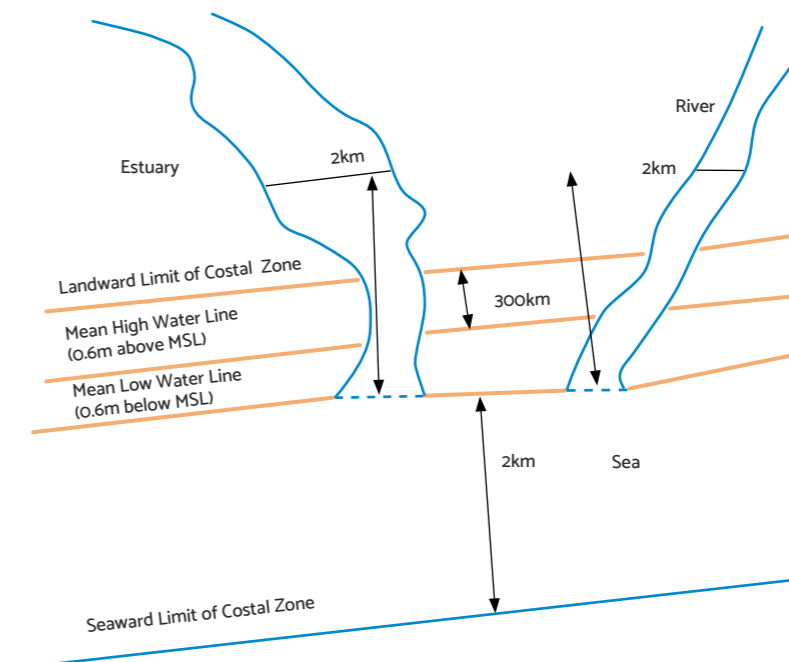 River
2km
Estuary
2km
Landward Limit of Costal Zone
300km
Mean High Water Line
(0.6m above MSL)
Mean Low Water Line
(0.6m below MSL)
2km
Sea
Seaward Limit of Costal Zone